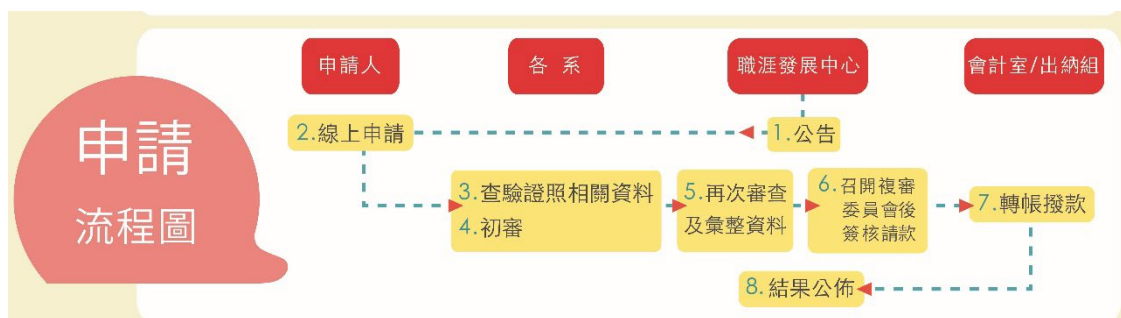 申請
流程圖
申請人
各 系
職涯發展中心
會計室/出納組
2.線上申請
1.公告
3.查驗證照相關資料
4.初審
5.再次審查
及彙整資料
6.召開複審
委員會後
簽核請款
7.轉帳撥款
8.結果公佈